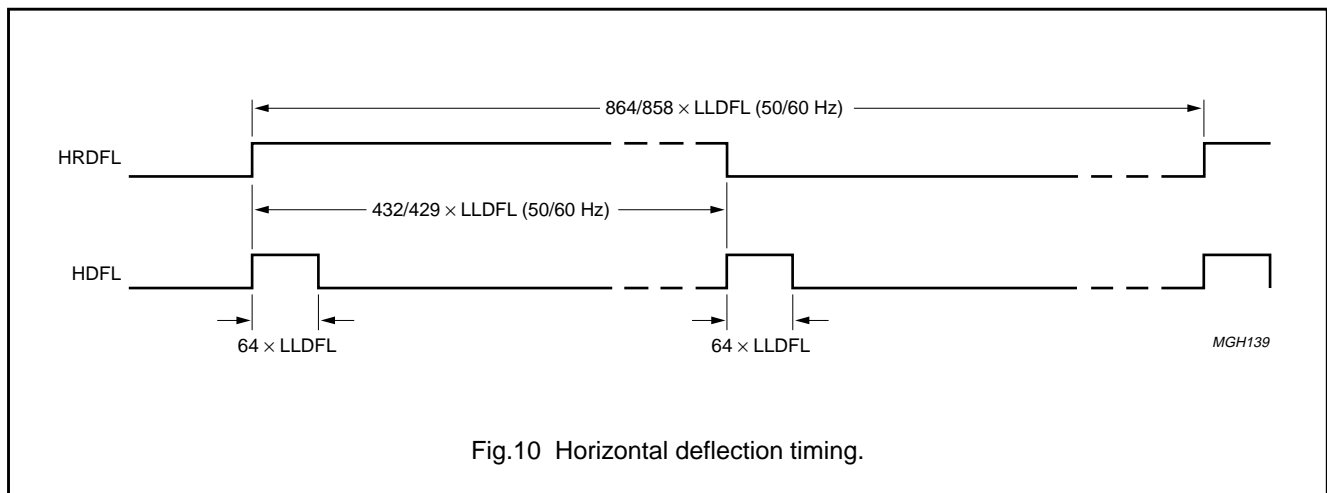 864/858 × LLDFL (50/60 Hz)
HRDFL
432/429 × LLDFL (50/60 Hz)
HDFL
64 × LLDFL
64 × LLDFL
MGH139
Fig.10 Horizontal deflection timing.